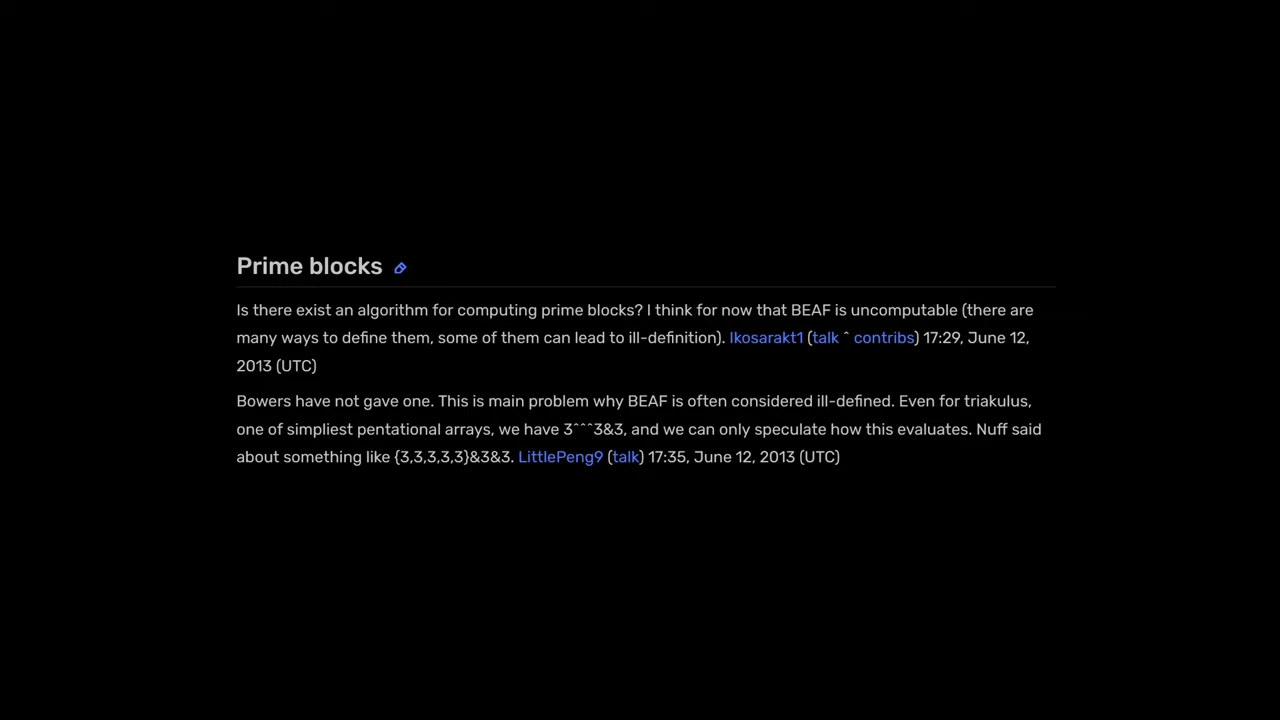 Prime blocks
Is there exist an algorithm for computing prime blocks? I think for now that BEAF is uncomputable (there are
many ways to define them, some of them can lead to ill-definition). Ikosarakt1 (talk ^ contribs) 17:29, June 12,
2013 (UTC)
Bowers have not gave one. This is main problem why BEAF is often considered ill-defined. Even for triakulus,
one of simpliest pentational arrays, we have 3^^^3&3, and we can only speculate how this evaluates. Nuff said
about something like {3,3,3,3,3}&3&3. LittlePeng9 (talk) 17:35, June 12, 2013 (UTC)